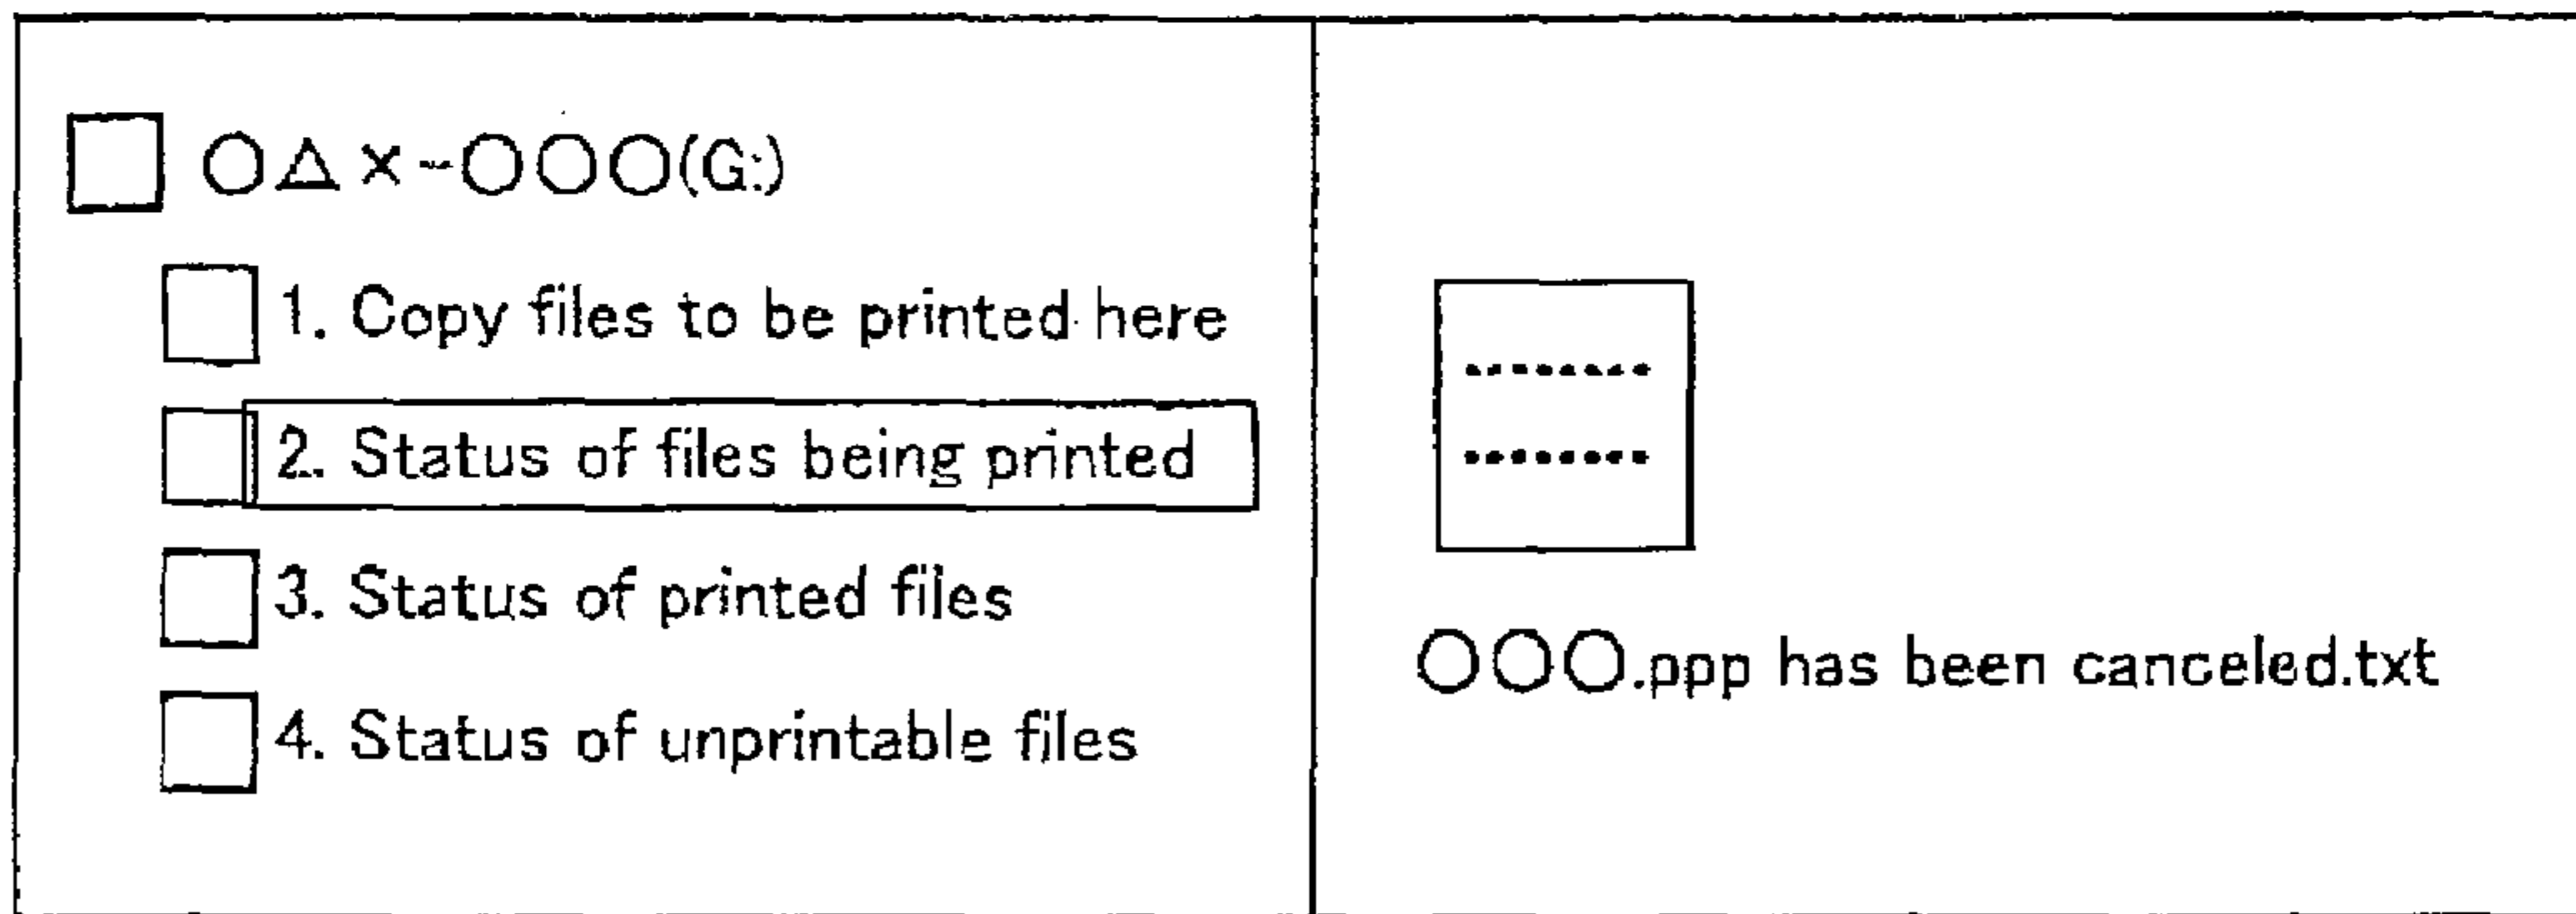 ○△×-○○○(G:)
1. Copy files to be printed here
2. Status of files being printed
3. Status of printed files
4. Status of unprintable files
○○○.ppp has been canceled.txt